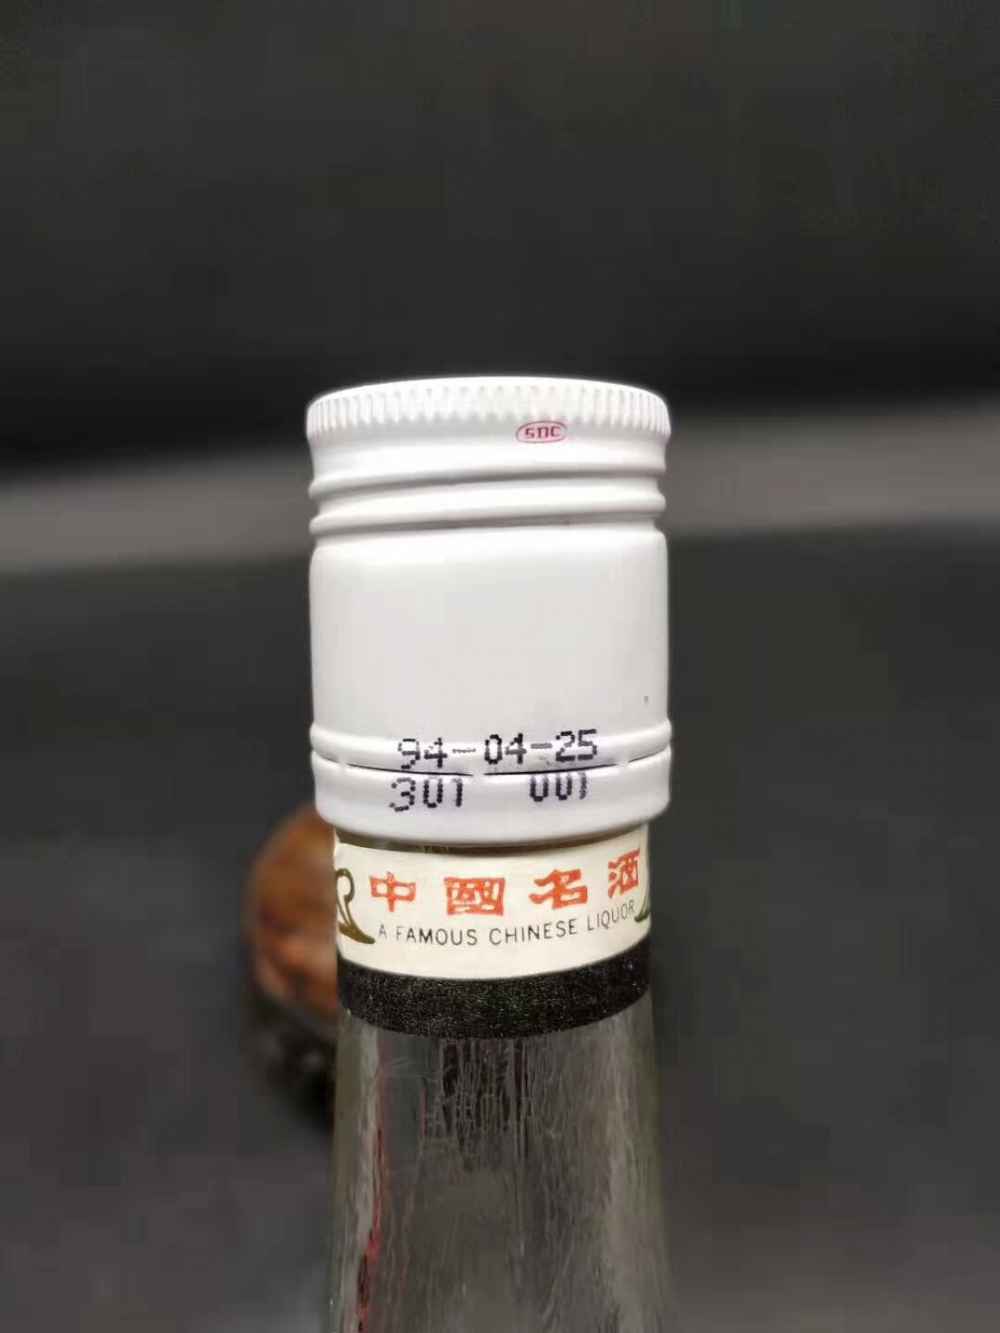 SDC
94-04-25
301 001
中國名酒
A FAMOUS CHINESE LIQUOR